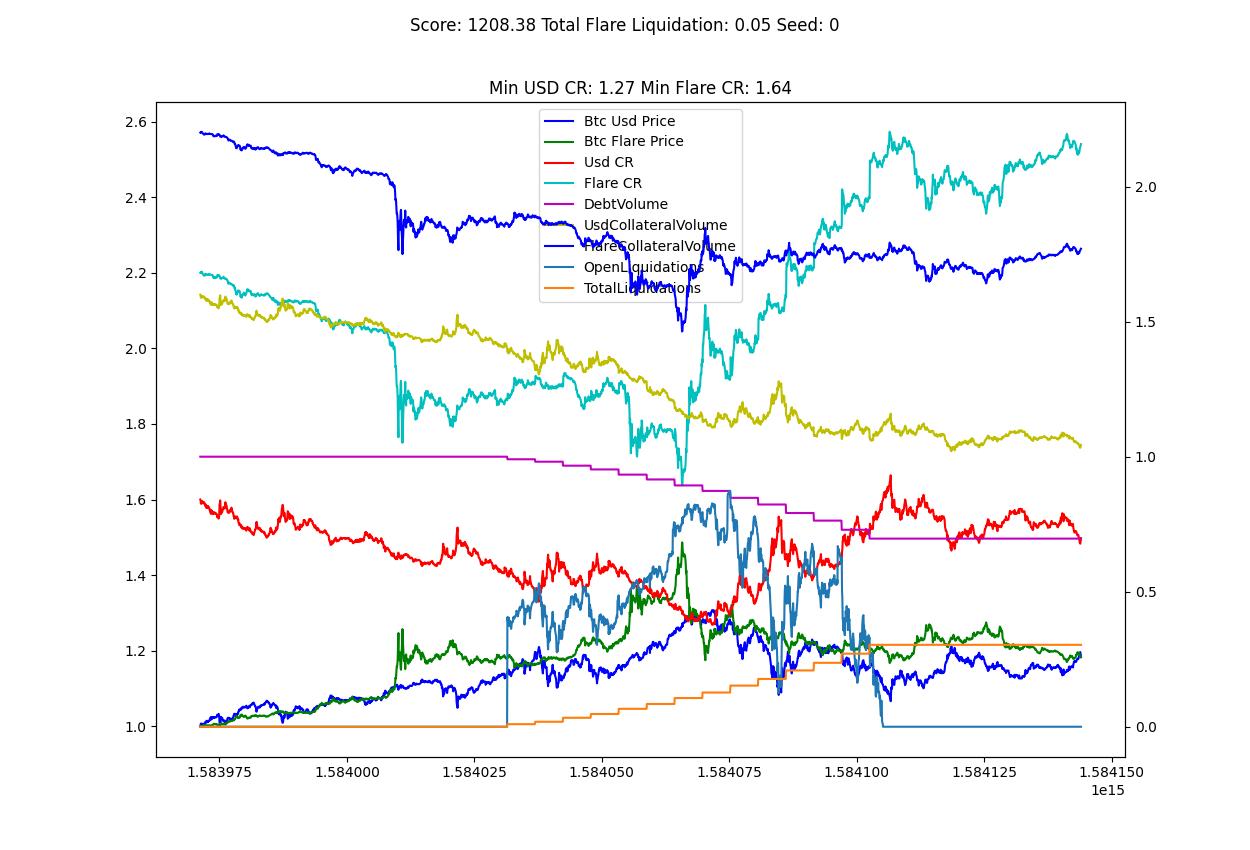 Score: 1208.38 Total Flare Liquidation: 0.05 Seed: 0
Min USD CR: 1.27 Min Flare CR: 1.64
Btc Usd Price
Btc Flare Price
Usd CR
Flare CR
DebtVolume
UsdCollateralVolume
FlareCollateralVolume
OpenLiquidations
TotalLiquidations
2.6
2.4
2.2
2.0
1.8
1.6
1.4
1.2
1.0
2.0
1.5
1.0
0.5
0.0
1.583975 1.584000 1.584025 1.584050 1.584075 1.584100 1.584125 1.584150
1e15